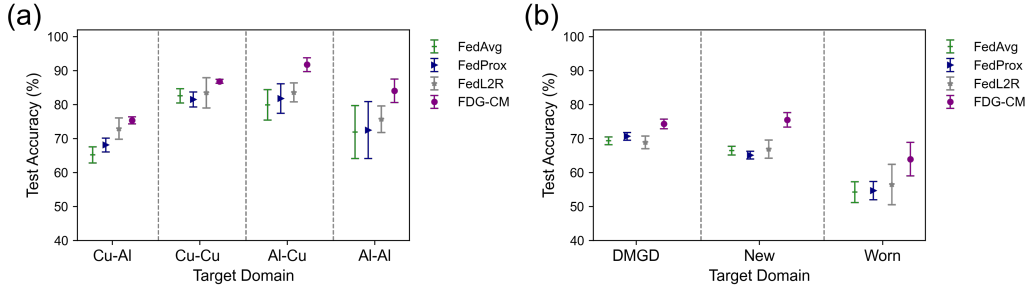 (a)
Test Accuracy (%)
100
90
80
70
60
50
40
Cu-Al
Cu-Cu
Al-Cu
Al-Al
Target Domain
FedAvg
FedProx
FedL2R
FDG-CM
(b)
Test Accuracy (%)
100
90
80
70
60
50
40
DMGD
New
Worn
Target Domain
FedAvg
FedProx
FedL2R
FDG-CM